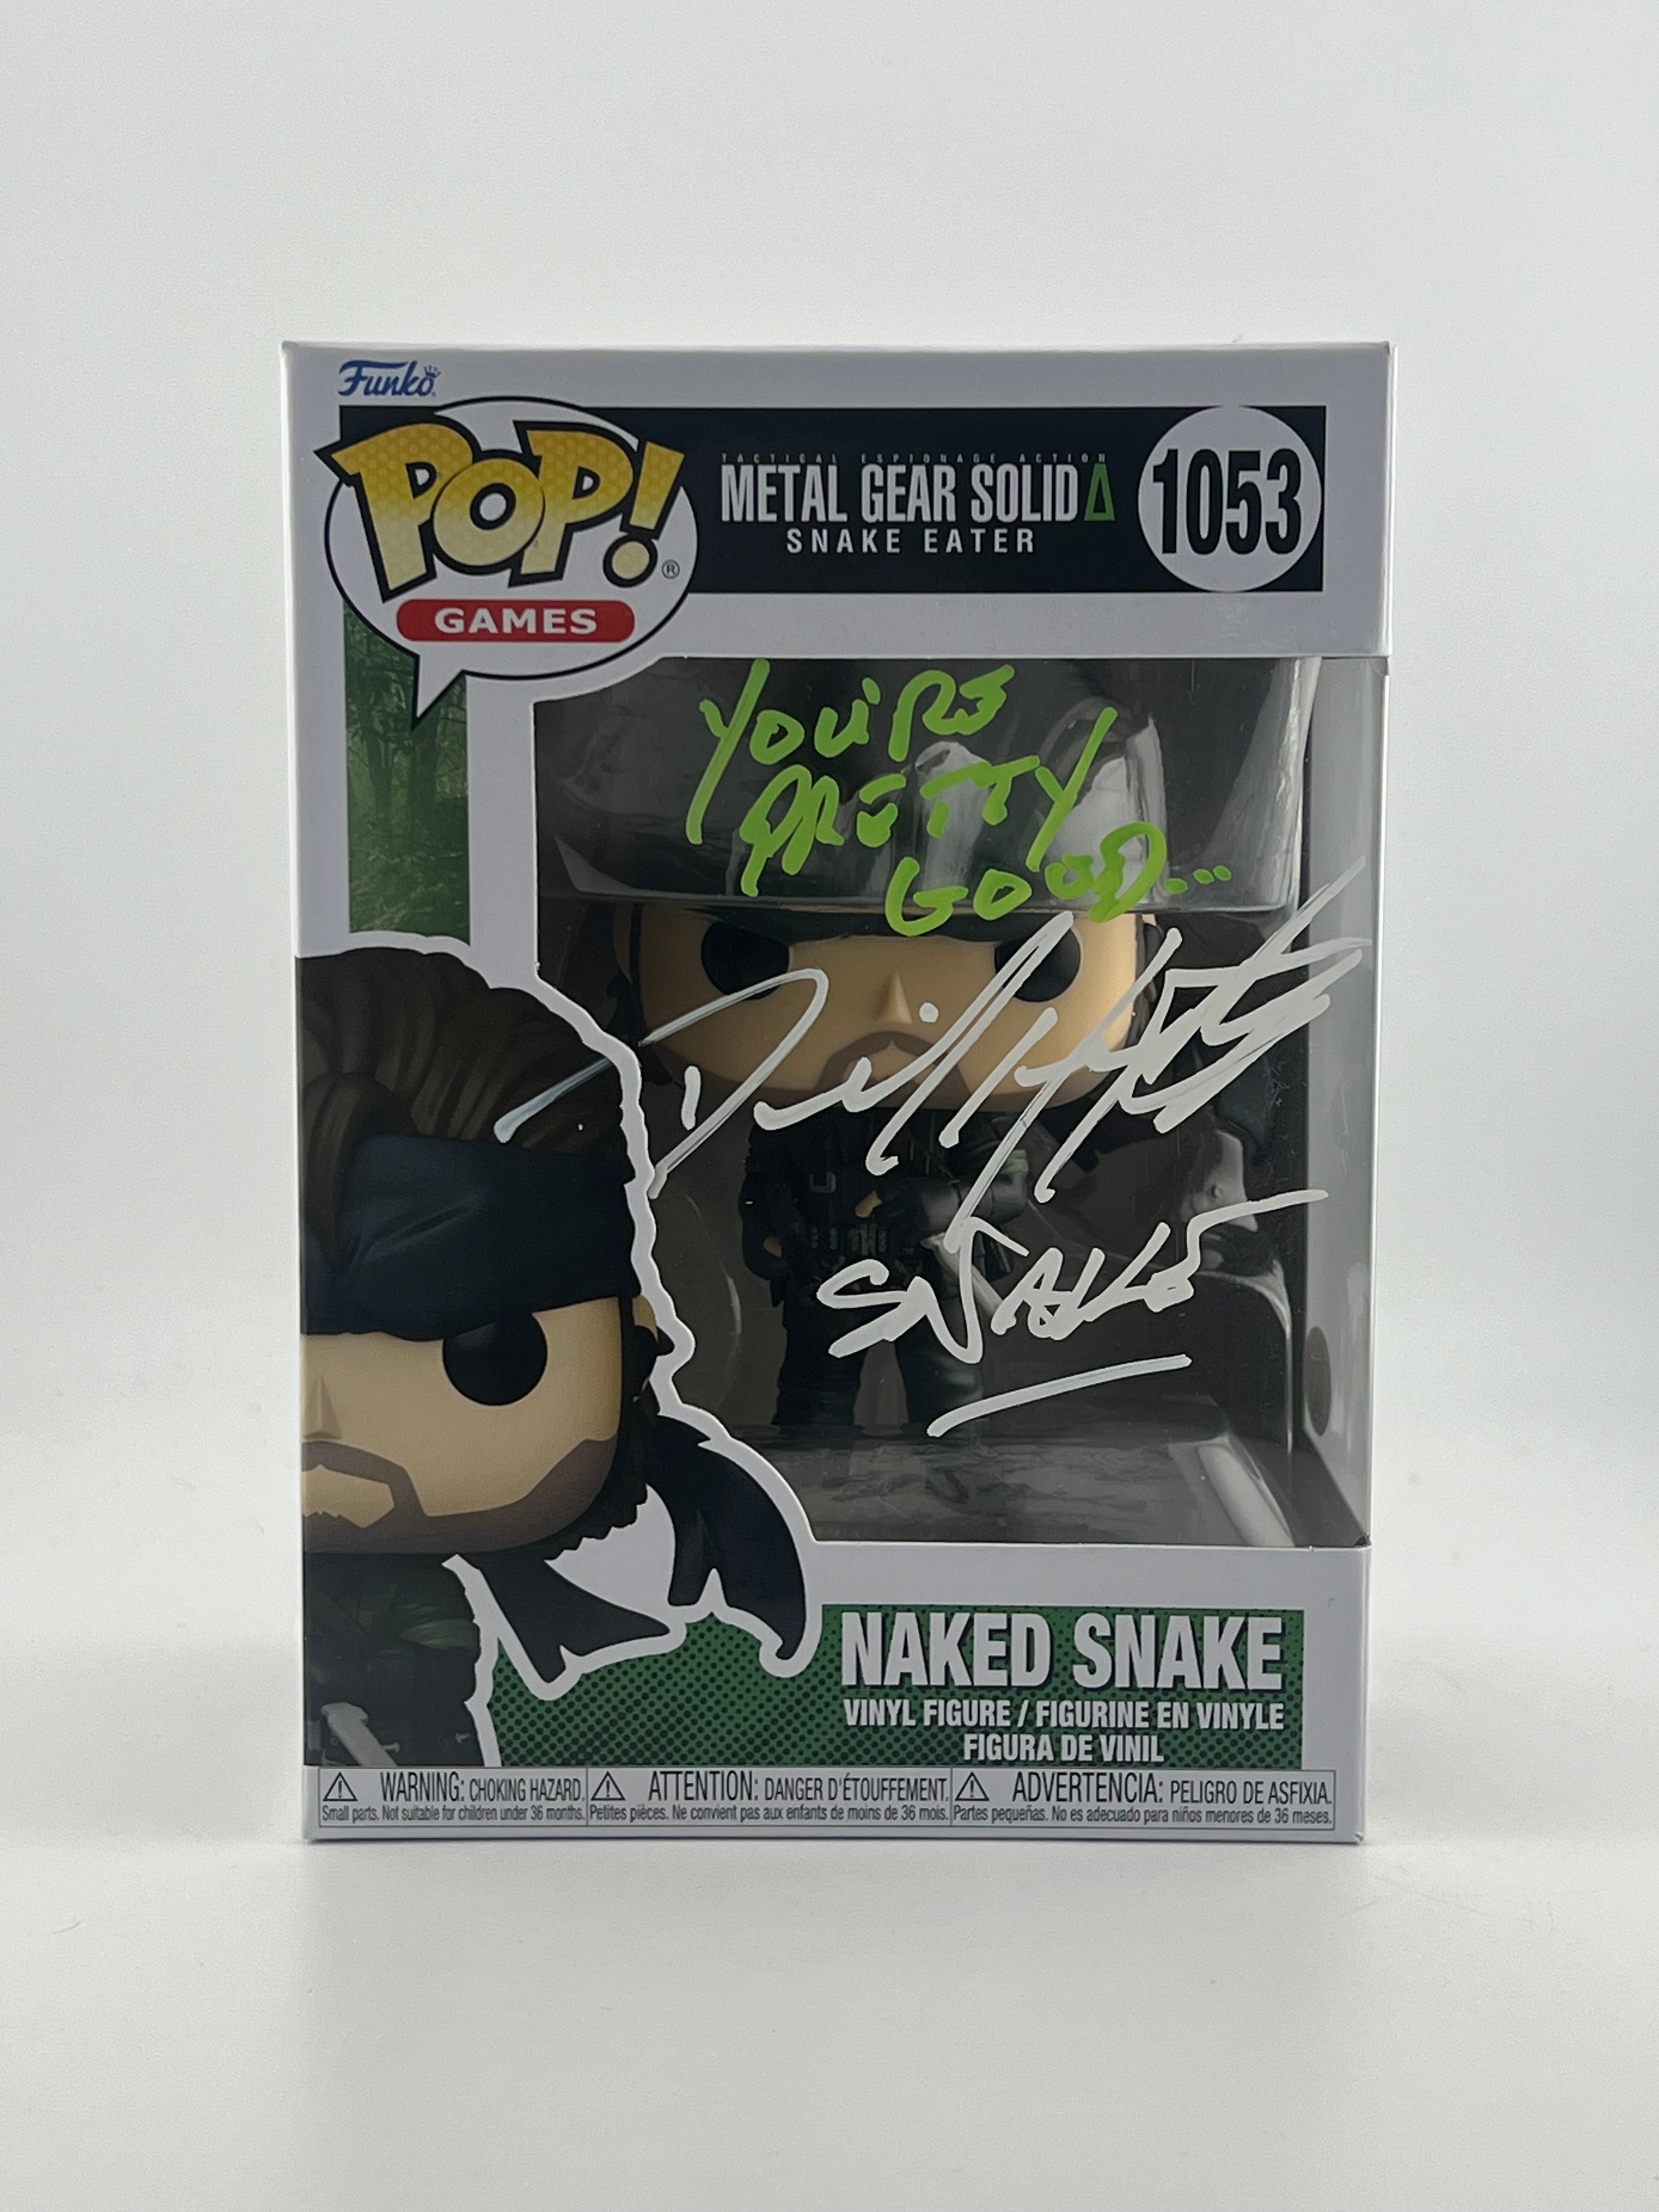 Funko
POP!®
GAMES
TACTICAL ESPIONAGE ACTION
METAL GEAR SOLID Δ
SNAKE EATER
1053
YOU'RE
PRETTY
GOOD...
David Hayter
SNAKE
NAKED SNAKE
VINYL FIGURE / FIGURINE EN VINYLE
FIGURA DE VINIL
WARNING: CHOKING HAZARD.
Small parts. Not suitable for children under 36 months.
ATTENTION: DANGER D'ÉTOUFFEMENT.
Petites pièces. Ne convient pas aux enfants de moins de 36 mois.
ADVERTENCIA: PELIGRO DE ASFIXIA.
Partes pequeñas. No es adecuado para niños menores de 36 meses.